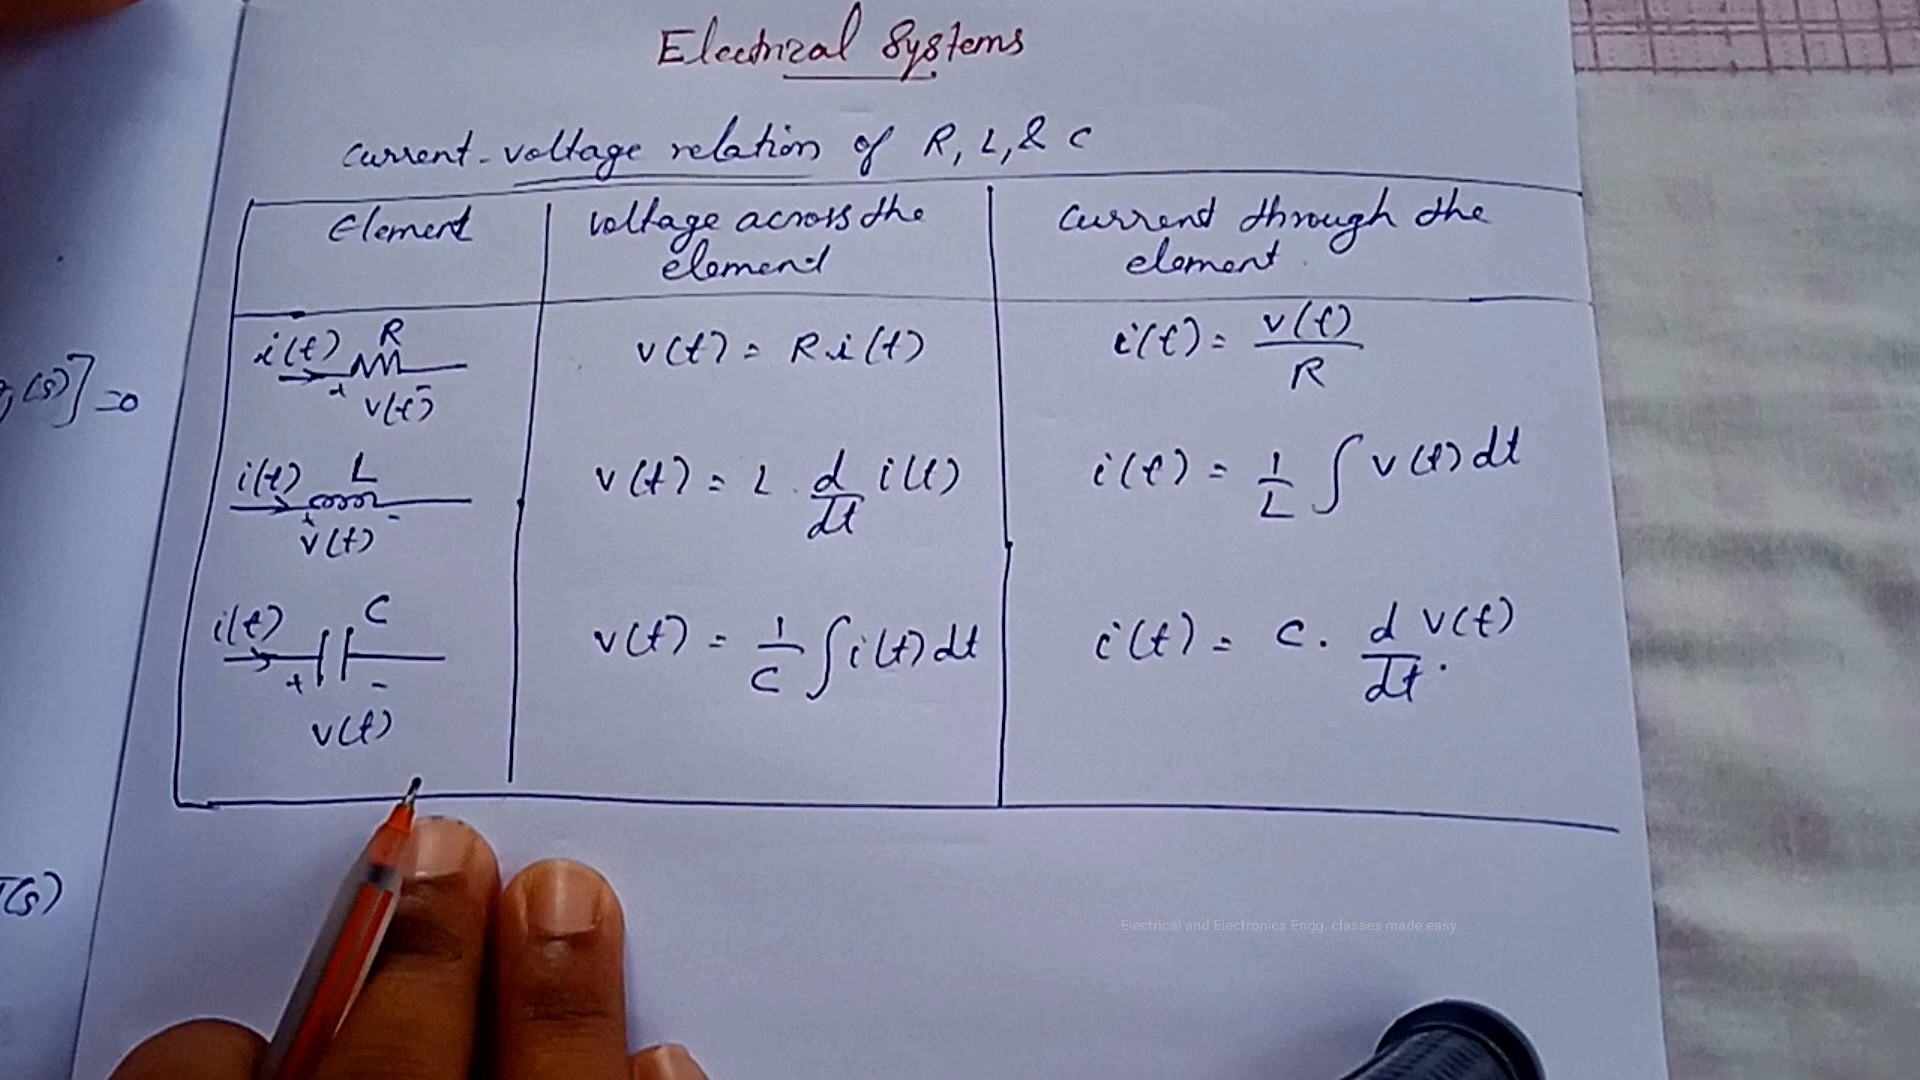 Electrical Systems
current-voltage relation of R, L, & C
Element
voltage across the
element
current through the
element.
i(t) R
+ v(t) -
v(t) = R.i(t)
i(t) = v(t)/R
i(t) L
+ v(t) -
v(t) = L. d/dt i(t)
i(t) = 1/L ∫ v(t) dt
i(t) C
+ -
v(t)
v(t) = 1/C ∫ i(t) dt
i(t) = C. d/dt v(t).
(s)] = 0
(s)
Electrical and Electronics Engg. classes made easy.